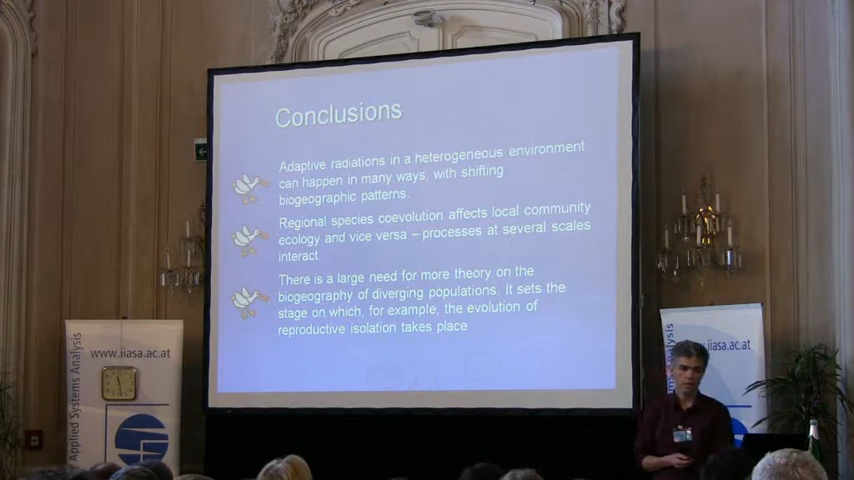 Conclusions
Adaptive radiations in a heterogeneous environment
can happen in many ways, with shifting
biogeographic patterns.
Regional species coevolution affects local community
ecology and vice versa – processes at several scales
interact
There is a large need for more theory on the
biogeography of diverging populations. It sets the
stage on which, for example, the evolution of
reproductive isolation takes place
www.iiasa.ac.at
Applied Systems Analysis
w.iiasa.ac.at
ms Analysis